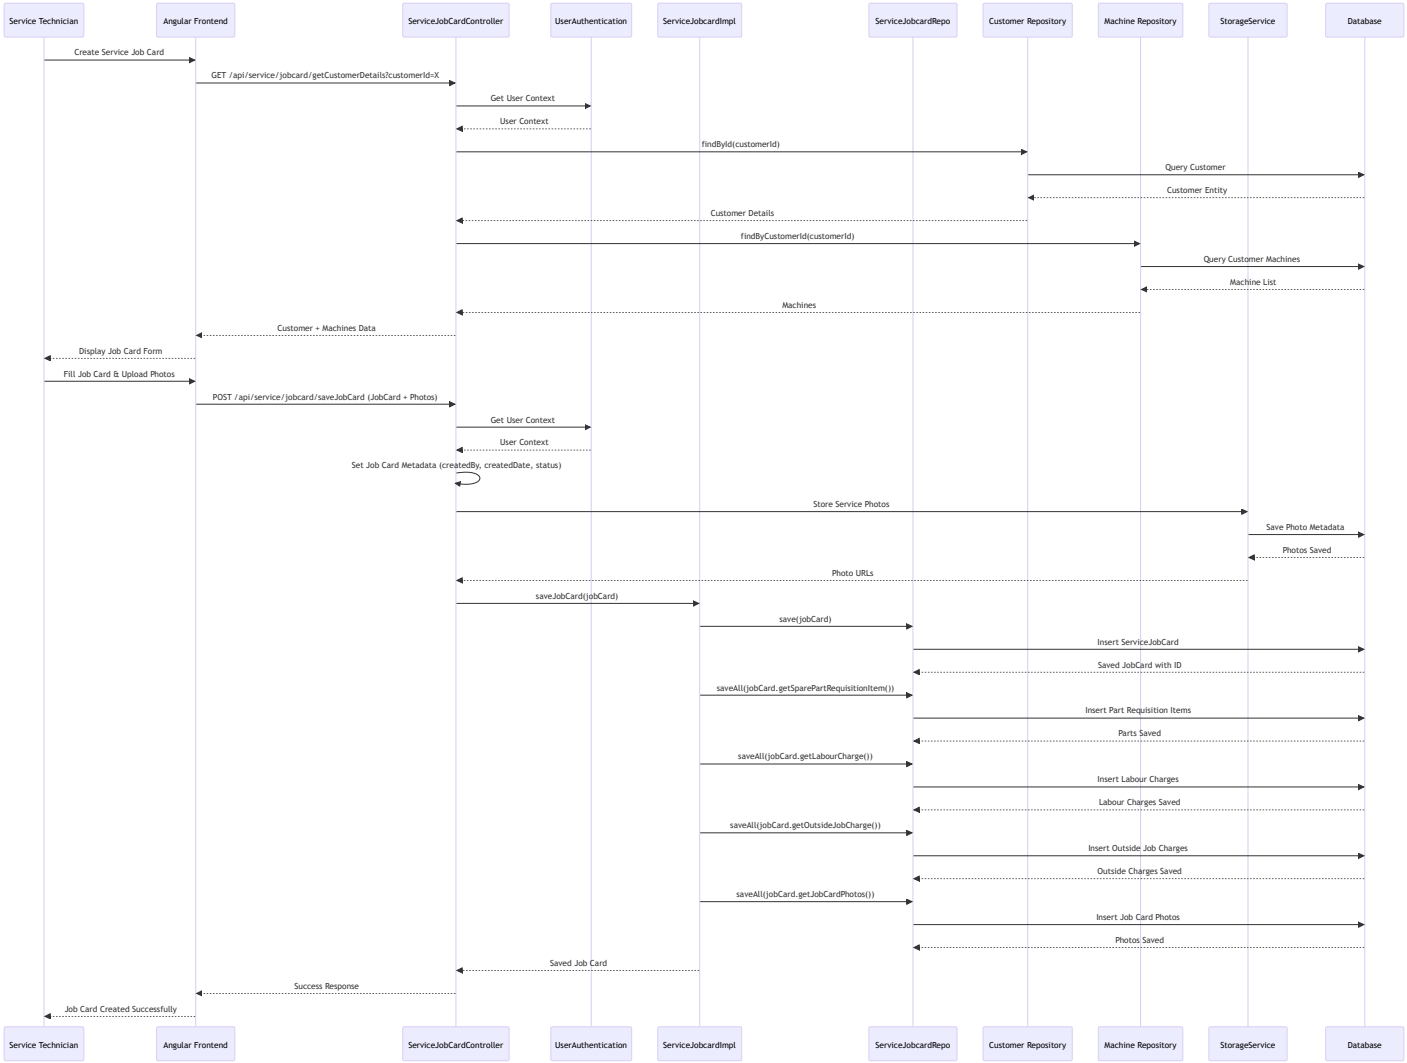 Service Technician
Angular Frontend
ServiceJobCardController
UserAuthentication
ServiceJobcardImpl
ServiceJobcardRepo
Customer Repository
Machine Repository
StorageService
Database
Create Service Job Card
GET /api/service/jobcard/getCustomerDetails?customerId=X
Get User Context
User Context
findById(customerId)
Query Customer
Customer Entity
Customer Details
findByCustomerId(customerId)
Query Customer Machines
Machine List
Machines
Customer + Machines Data
Display Job Card Form
Fill Job Card & Upload Photos
POST /api/service/jobcard/saveJobCard (JobCard + Photos)
Get User Context
User Context
Set Job Card Metadata (createdBy, createdDate, status)
Store Service Photos
Save Photo Metadata
Photos Saved
Photo URLs
saveJobCard(jobCard)
save(jobCard)
Insert ServiceJobCard
Saved JobCard with ID
saveAll(jobCard.getSparePartRequisitionItem())
Insert Part Requisition Items
Parts Saved
saveAll(jobCard.getLabourCharge())
Insert Labour Charges
Labour Charges Saved
saveAll(jobCard.getOutsideJobCharge())
Insert Outside Job Charges
Outside Charges Saved
saveAll(jobCard.getJobCardPhotos())
Insert Job Card Photos
Photos Saved
Saved Job Card
Success Response
Job Card Created Successfully
Service Technician
Angular Frontend
ServiceJobCardController
UserAuthentication
ServiceJobcardImpl
ServiceJobcardRepo
Customer Repository
Machine Repository
StorageService
Database